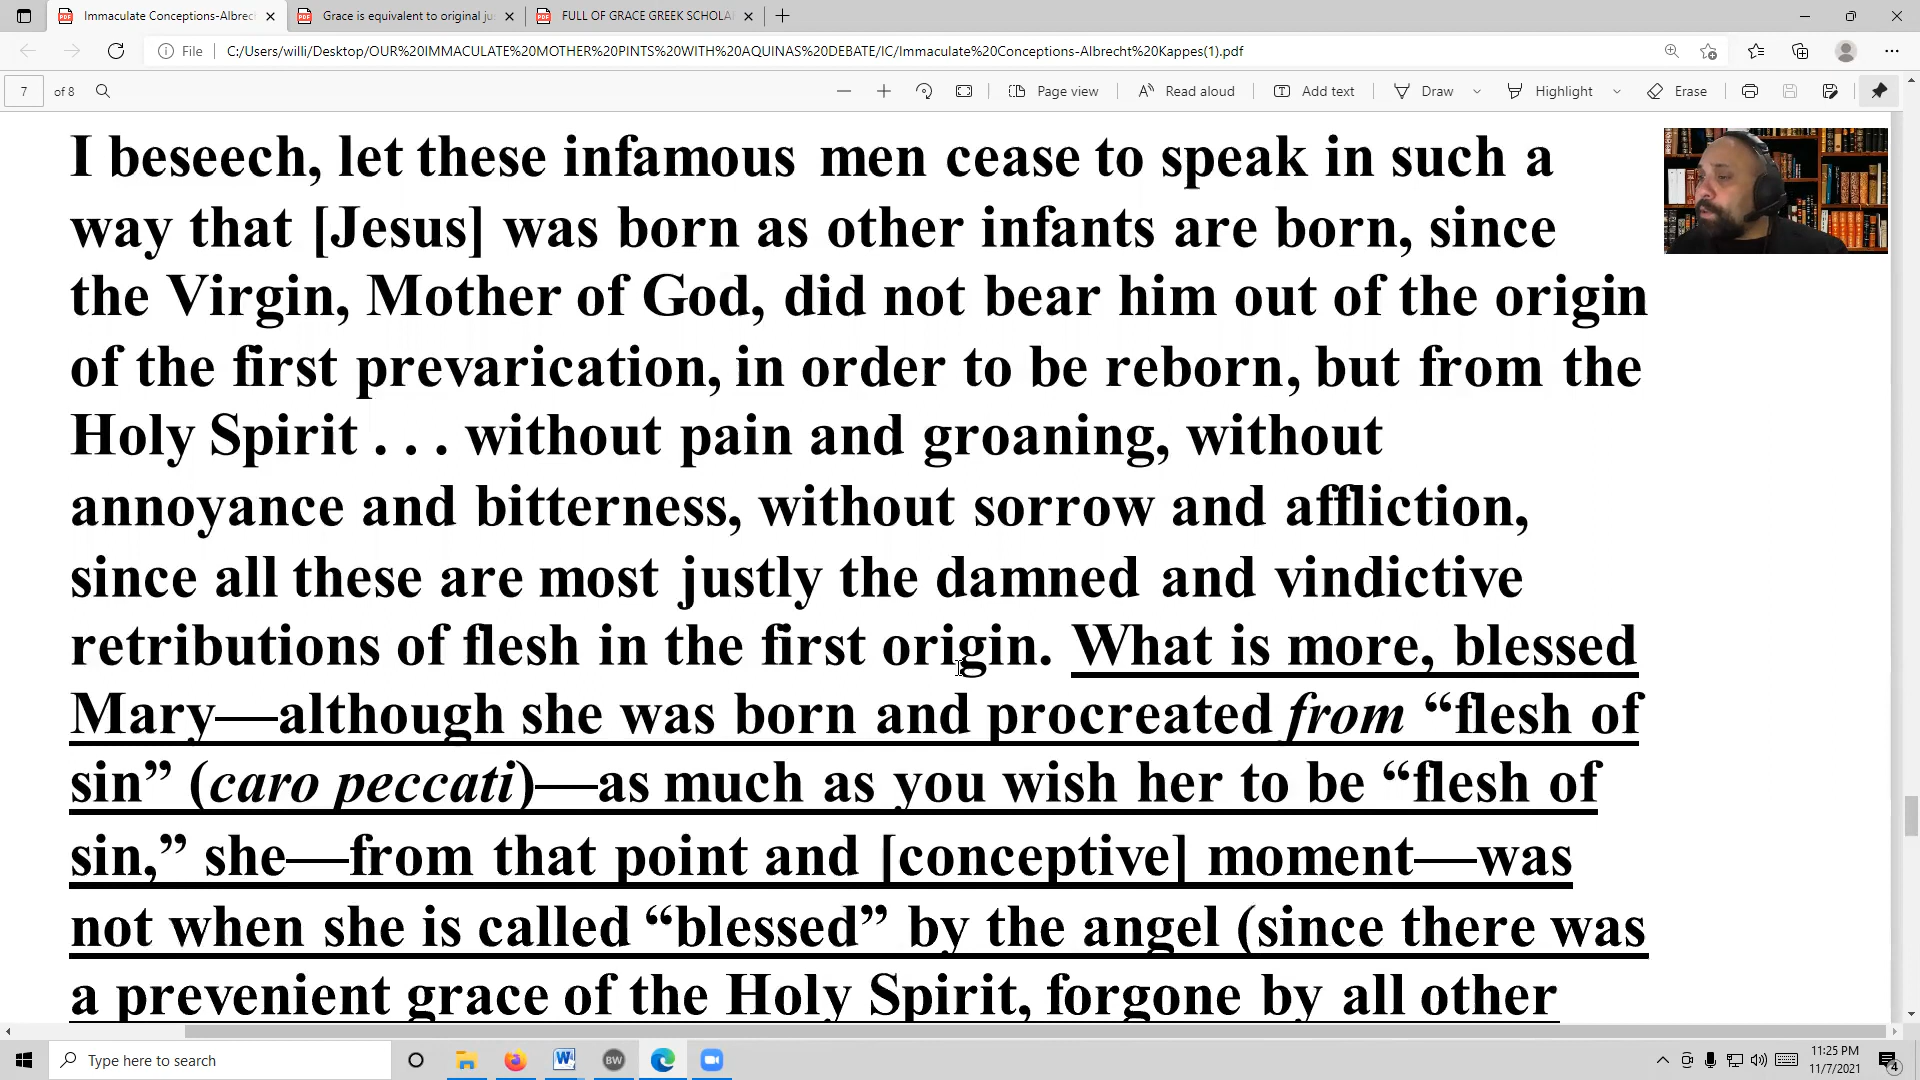 Immaculate Conceptions-Albrec
Grace is equivalent to original ju
FULL OF GRACE GREEK SCHOLA
File
C:/Users/willi/Desktop/OUR%20IMMACULATE%20MOTHER%20PINTS%20WITH%20AQUINAS%20DEBATE/IC/Immaculate%20Conceptions-Albrecht%20Kappes(1).pdf
7 of 8
Page view
Read aloud
Add text
Draw
Highlight
Erase
I beseech, let these infamous men cease to speak in such a
way that [Jesus] was born as other infants are born, since
the Virgin, Mother of God, did not bear him out of the origin
of the first prevarication, in order to be reborn, but from the
Holy Spirit . . . without pain and groaning, without
annoyance and bitterness, without sorrow and affliction,
since all these are most justly the damned and vindictive
retributions of flesh in the first origin. What is more, blessed
Mary—although she was born and procreated from “flesh of
sin” (caro peccati)—as much as you wish her to be “flesh of
sin,” she—from that point and [conceptive] moment—was
not when she is called “blessed” by the angel (since there was
a prevenient grace of the Holy Spirit, forgone by all other
Type here to search
W
BW
11:25 PM
11/7/2021
4